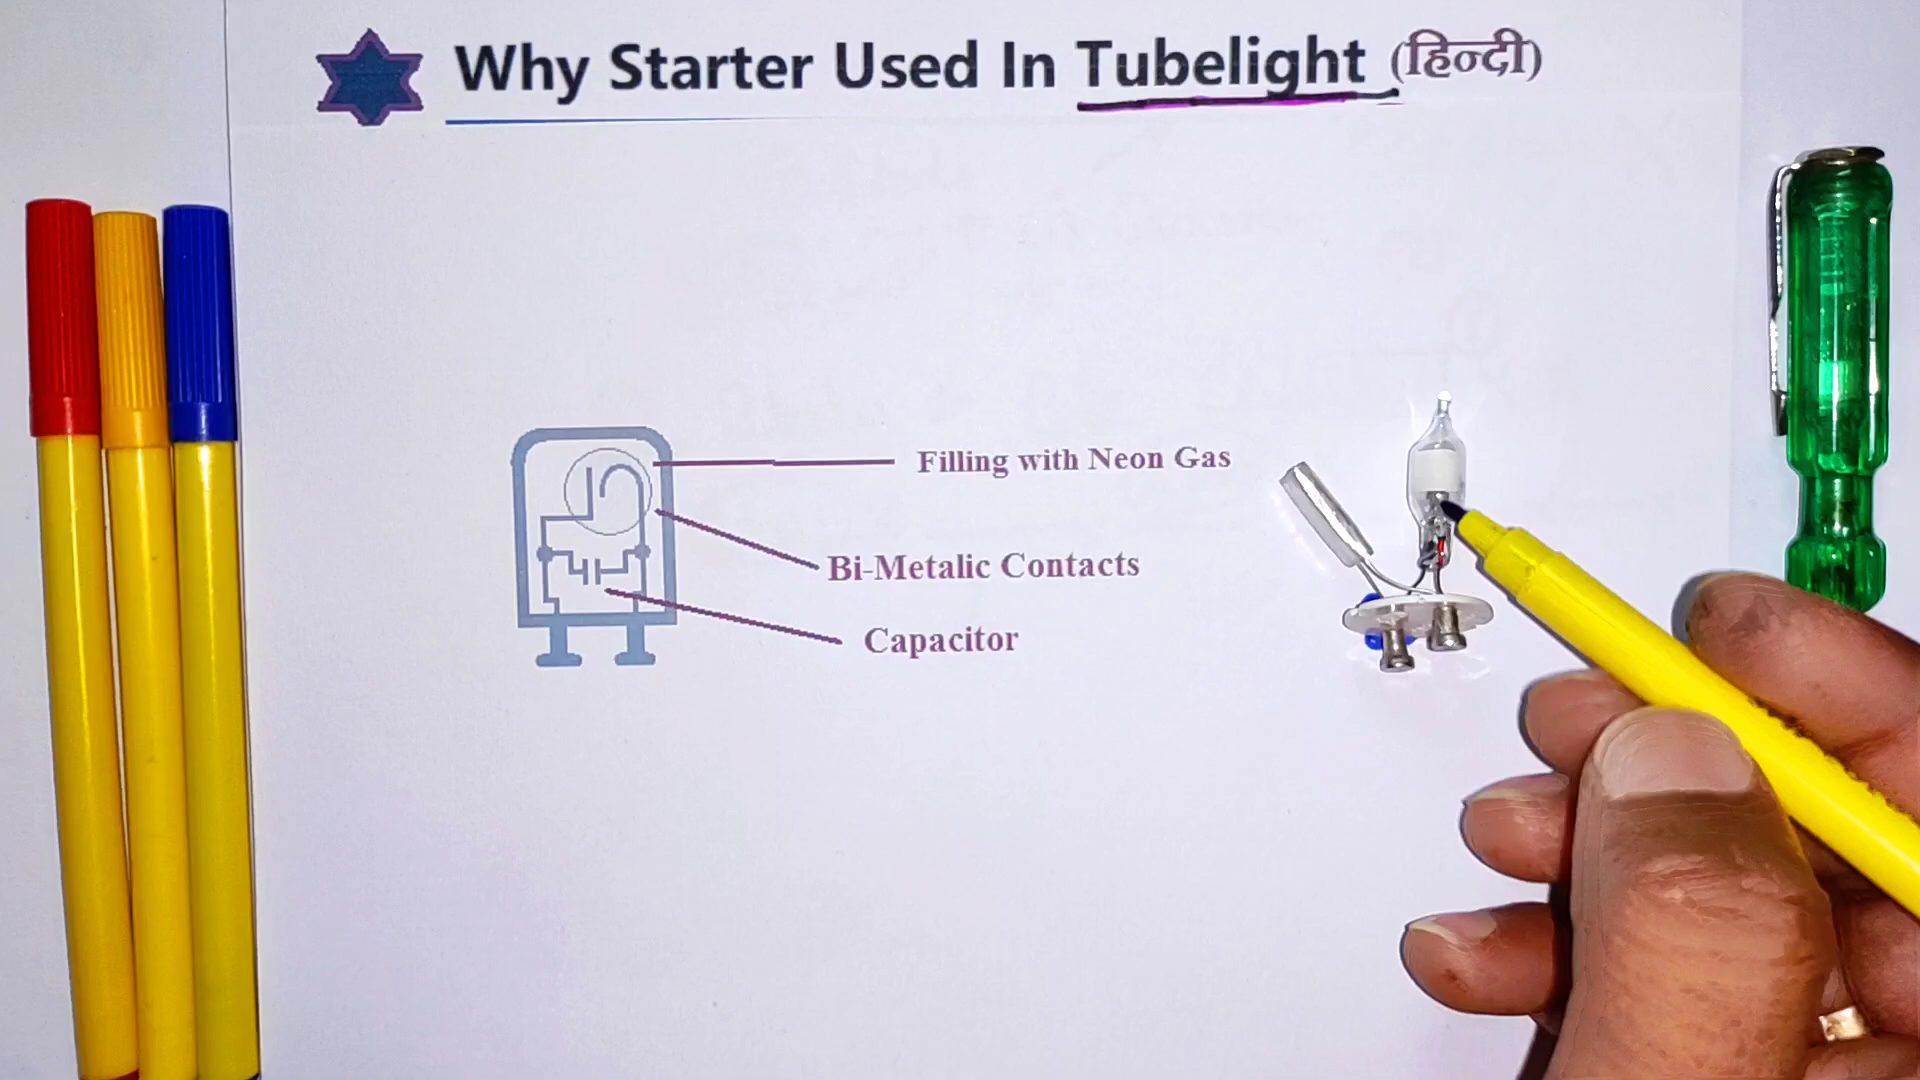 Why Starter Used In Tubelight (हिन्दी)
Filling with Neon Gas
Bi-Metalic Contacts
Capacitor